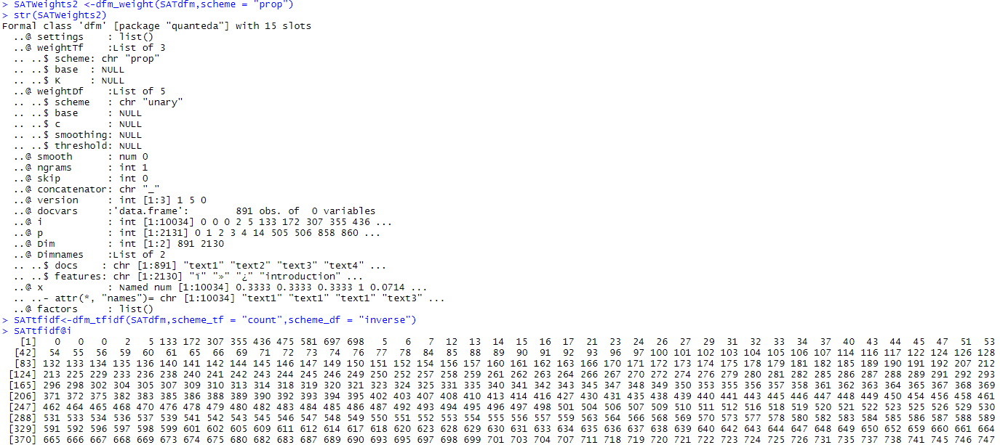 > SATWeights2 <-dfm_weight(SATdfm,scheme = "prop")
> str(SATWeights2)
Formal class 'dfm' [package "quanteda"] with 15 slots
  ..@ settings    : list()
  ..@ weightTf    :List of 3
  .. ..$ scheme: chr "prop"
  .. ..$ base  : NULL
  .. ..$ K     : NULL
  ..@ weightDf    :List of 5
  .. ..$ scheme   : chr "unary"
  .. ..$ base     : NULL
  .. ..$ c        : NULL
  .. ..$ smoothing: NULL
  .. ..$ threshold: NULL
  ..@ smooth      : num 0
  ..@ ngrams      : int 1
  ..@ skip        : int 0
  ..@ concatenator: chr "_"
  ..@ version     : int [1:3] 1 5 0
  ..@ docvars     :'data.frame':        891 obs. of  0 variables
  ..@ i           : int [1:10034] 0 0 0 2 5 133 172 307 355 436 ...
  ..@ p           : int [1:2131] 0 1 2 3 4 14 505 506 858 860 ...
  ..@ Dim         : int [1:2] 891 2130
  ..@ Dimnames    :List of 2
  .. ..$ docs    : chr [1:891] "text1" "text2" "text3" "text4" ...
  .. ..$ features: chr [1:2130] "ï" "»" "¿" "introduction" ...
  ..@ x           : Named num [1:10034] 0.3333 0.3333 0.3333 1 0.0714 ...
  .. ..- attr(*, "names")= chr [1:10034] "text1" "text1" "text1" "text3" ...
  ..@ factors     : list()
> SATtfidf<-dfm_tfidf(SATdfm,scheme_tf = "count",scheme_df = "inverse")
> SATtfidf@i
   [1]   0   0   0   2   5 133 172 307 355 436 475 581 697 698   5   6   7  12  13  14  15  16  17  21  23  24  26  27  28  29  31  32  33  34  37  40  43  44  45  47  51  53
  [42]  54  55  56  59  60  61  65  66  69  71  72  73  74  76  77  78  84  85  88  89  90  91  92  93  96  97 100 101 102 103 104 105 106 107 114 116 117 122 124 126 128
  [83] 132 133 134 135 136 140 141 142 144 145 146 147 149 150 151 152 154 156 157 160 161 162 163 166 170 171 172 173 174 175 178 179 181 182 185 189 190 191 192 207 212
 [124] 213 225 229 233 236 238 240 241 242 243 244 245 246 249 250 252 257 258 259 261 262 263 264 266 267 270 272 274 276 279 280 281 282 285 286 287 288 289 291 292 293
 [165] 296 298 302 304 305 307 309 310 313 314 318 319 320 321 323 324 325 331 335 340 341 342 343 345 347 348 349 350 353 355 356 357 358 361 362 363 364 365 367 368 369
 [206] 371 372 375 382 383 385 386 388 389 390 392 393 394 395 402 403 407 408 410 413 414 416 427 430 431 435 438 439 440 441 443 445 446 447 448 449 450 454 456 458 461
 [247] 462 464 465 468 470 476 478 479 480 482 483 484 485 486 487 492 493 494 495 496 497 498 501 504 506 507 509 510 511 512 516 518 519 520 521 522 523 525 526 529 530
 [288] 531 533 534 536 537 539 541 542 543 545 546 547 548 549 550 551 552 553 554 555 556 557 559 563 564 566 568 569 570 573 577 578 580 582 583 584 585 586 587 588 589
 [329] 591 592 596 597 598 599 601 602 605 609 611 612 614 617 618 620 623 628 629 630 631 633 634 635 636 637 639 640 642 643 644 647 648 649 650 652 659 660 661 664
 [370] 665 666 667 668 669 673 674 675 680 682 683 687 689 690 693 695 697 698 699 701 703 704 707 711 718 719 720 721 722 723 724 725 726 731 735 737 738 741 745 746 747